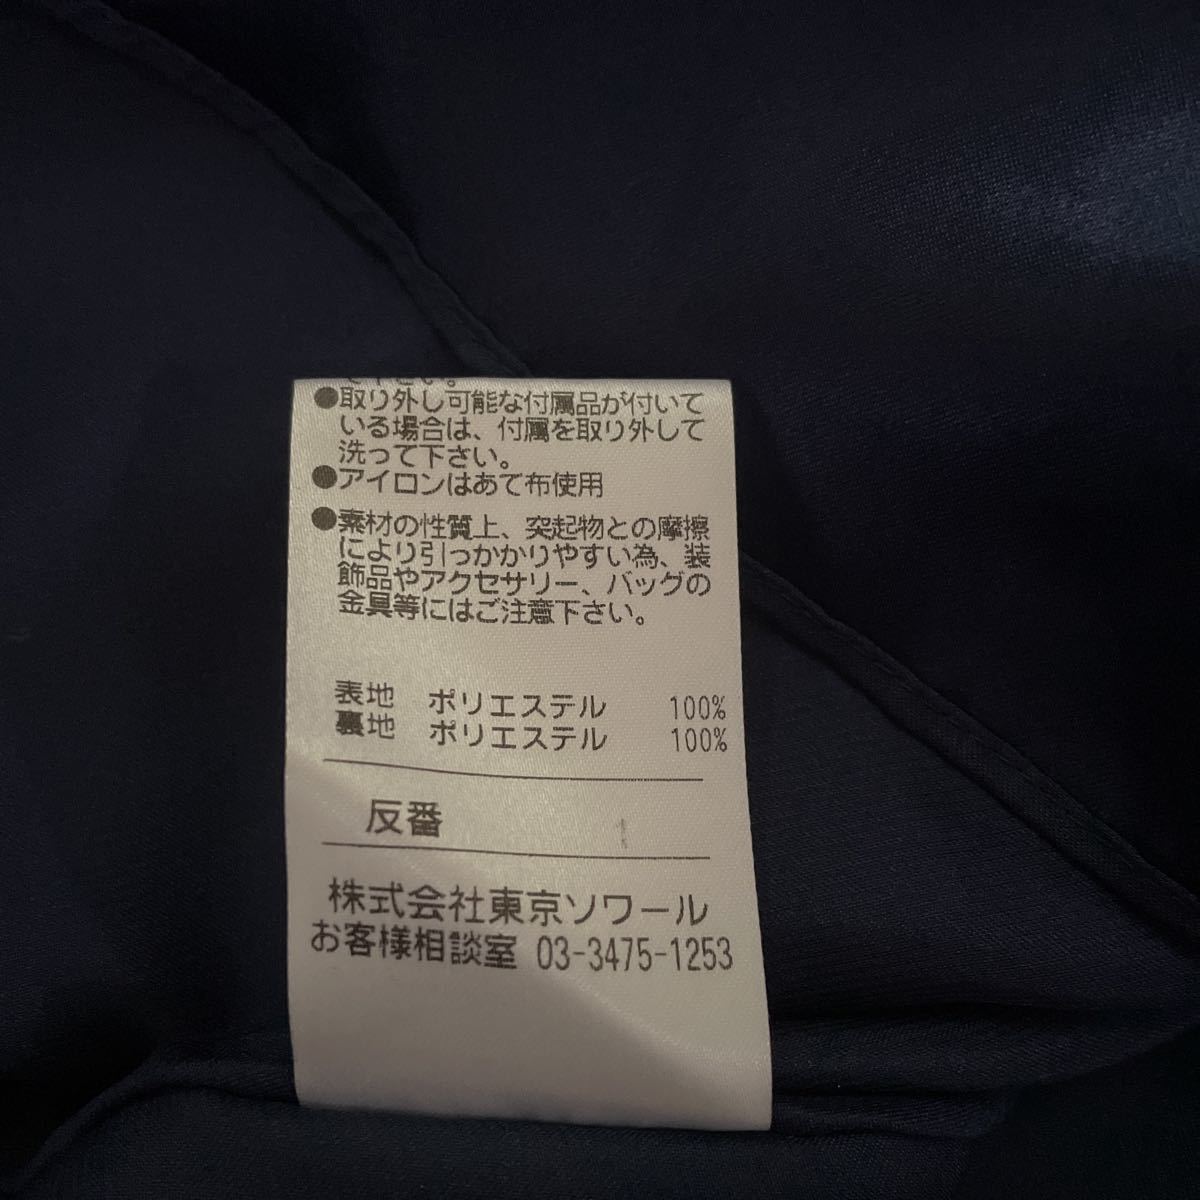 下さい。
●取り外し可能な付属品が付いて
いる場合は、付属を取り外して
洗って下さい。
●アイロンはあて布使用
●素材の性質上、突起物との摩擦
により引っかかりやすい為、装
飾品やアクセサリー、バッグの
金具等にはご注意下さい。
表地 ポリエステル 100%
裏地 ポリエステル 100%
反番 1
株式会社東京ソワール
お客様相談室 03-3475-1253